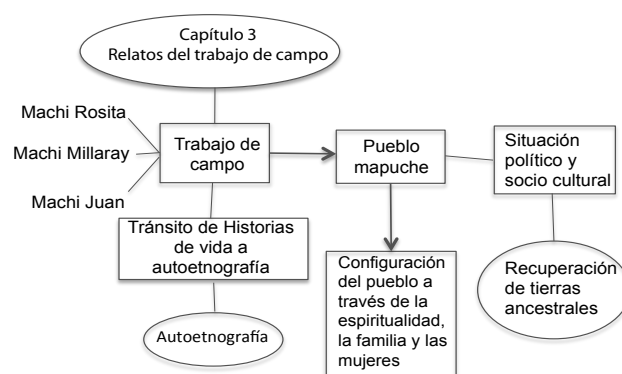 Capítulo 3
Relatos del trabajo de campo
Machi Rosita
Machi Millaray
Machi Juan
Trabajo de
campo
Pueblo
mapuche
Situación
político y
socio cultural
Tránsito de Historias
de vida a
autoetnografía
Autoetnografía
Configuración
del pueblo a
través de la
espiritualidad,
la familia y las
mujeres
Recuperación
de tierras
ancestrales